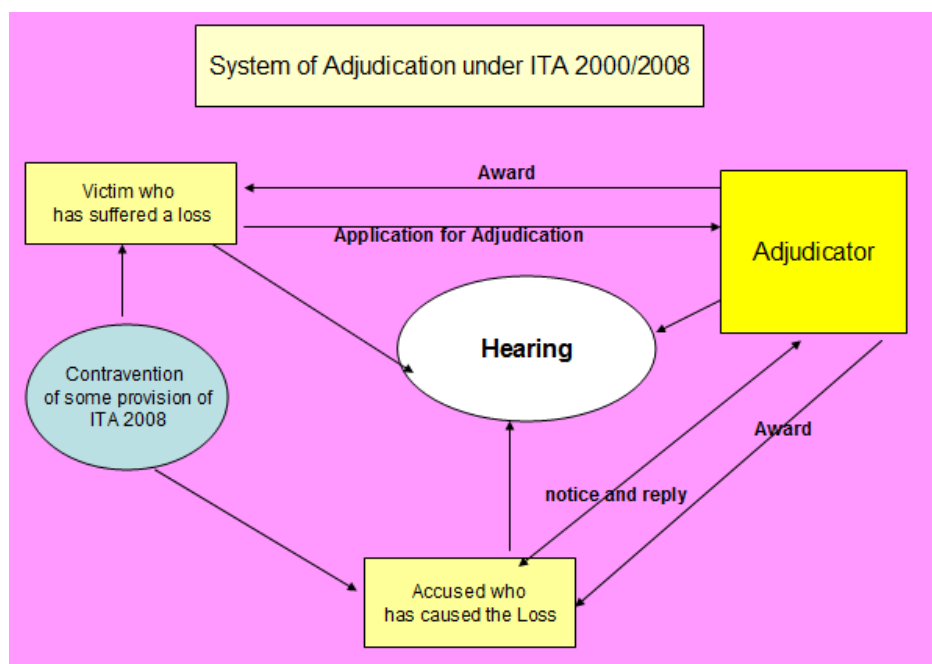 System of Adjudication under ITA 2000/2008
Award
Victim who
has suffered a loss
Application for Adjudication
Adjudicator
Hearing
Contravention
of some provision of
ITA 2008
Award
notice and reply
Accused who
has caused the Loss